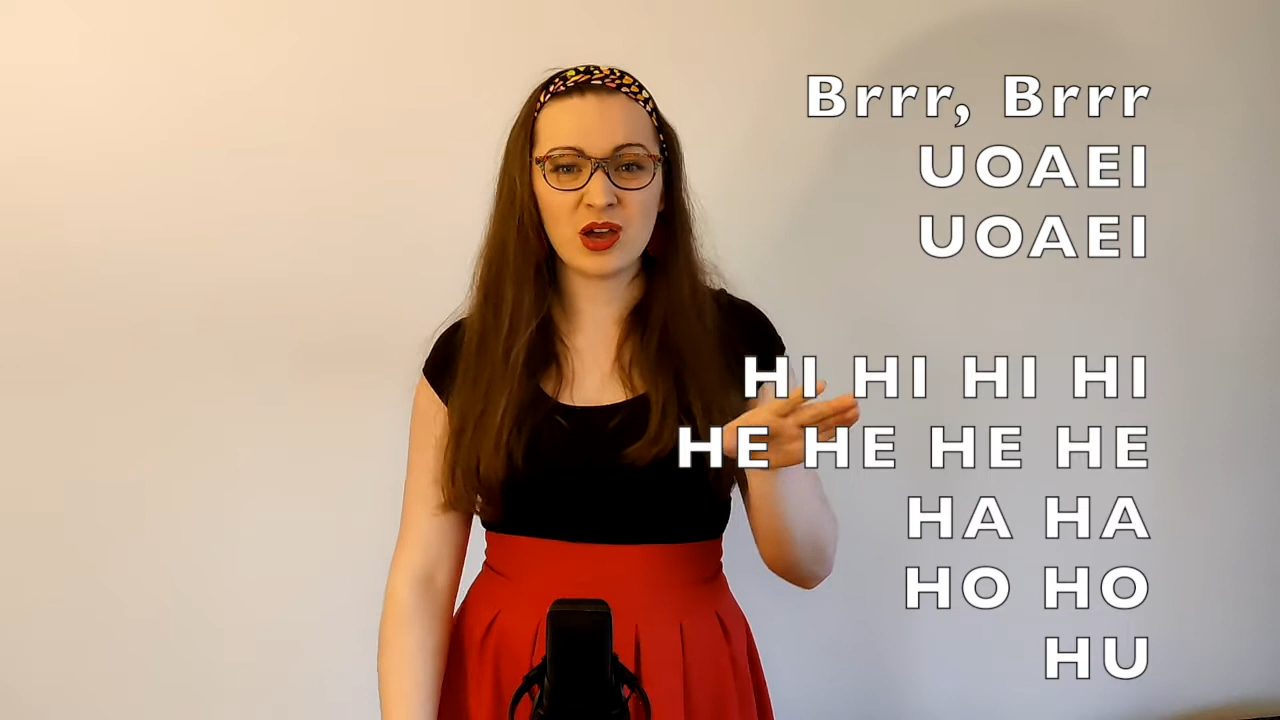 Brrr, Brrr
UOAEI
UOAEI
HI HI HI HI
HE HE HE HE
HA HA
HO HO
HU